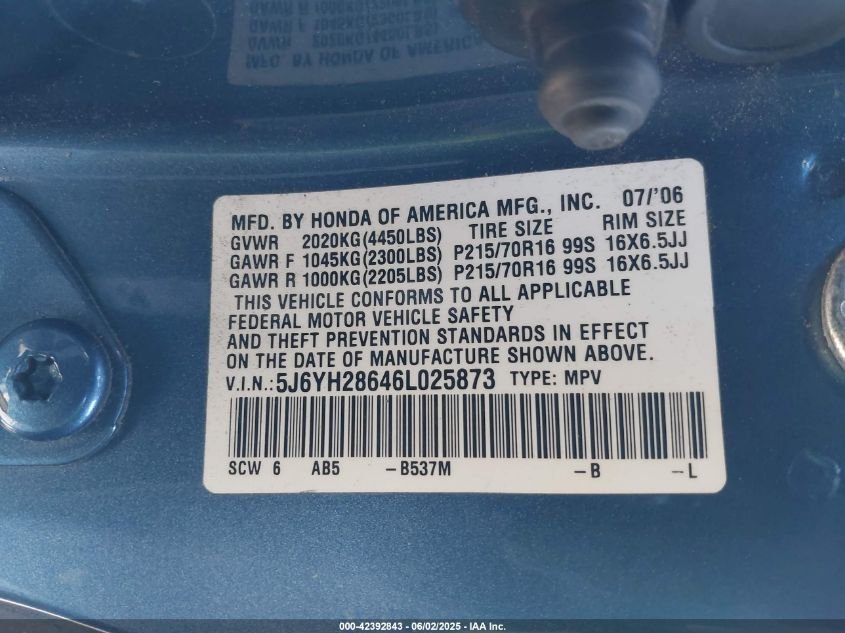 MFD. BY HONDA OF AMERICA MFG., INC. 07/'06
GVWR 2020KG(4450LBS) TIRE SIZE RIM SIZE
GAWR F 1045KG(2300LBS) P215/70R16 99S 16X6.5JJ
GAWR R 1000KG(2205LBS) P215/70R16 99S 16X6.5JJ
THIS VEHICLE CONFORMS TO ALL APPLICABLE
FEDERAL MOTOR VEHICLE SAFETY
AND THEFT PREVENTION STANDARDS IN EFFECT
ON THE DATE OF MANUFACTURE SHOWN ABOVE.
V.I.N.: 5J6YH28646L025873 TYPE: MPV
SCW 6 AB5 -B537M -B -L
000-42392843 - 06/02/2025 - IAA Inc.